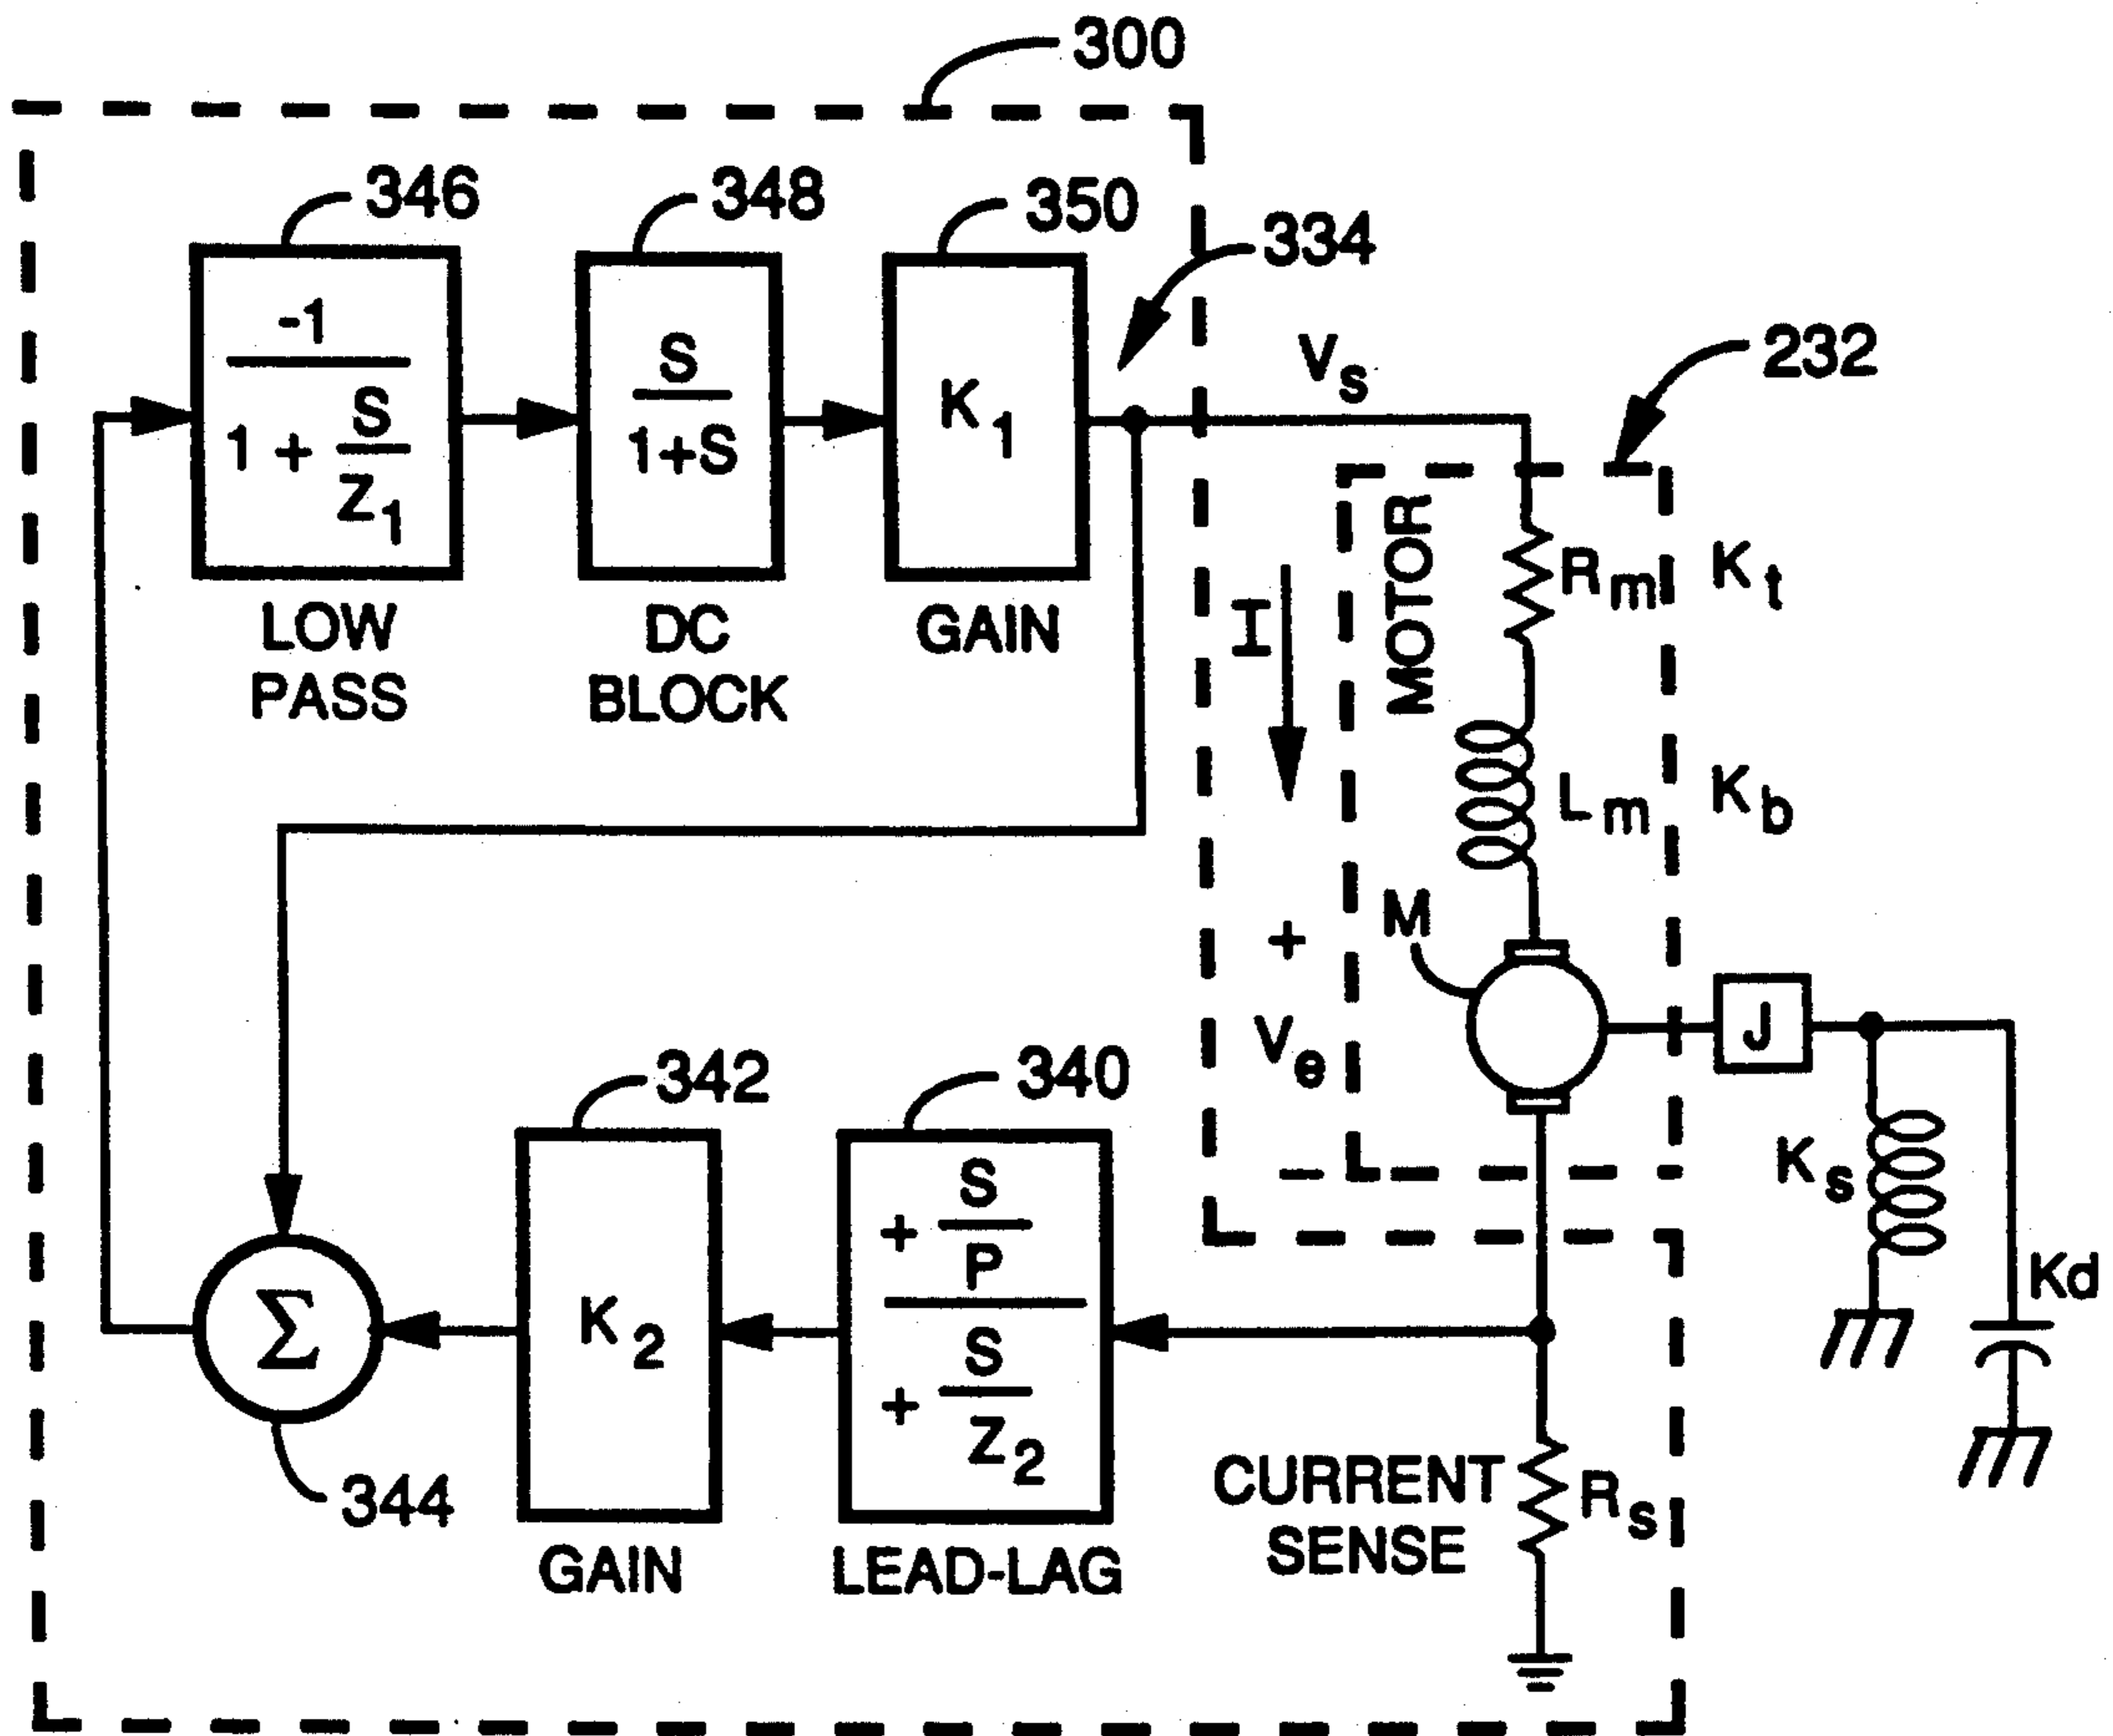 300
346
348
350
334
232
-1
1 + S
Z1
S
1+S
K1
Vs
LOW
PASS
DC
BLOCK
GAIN
MOTOR
I
Rm
Kt
Lm
Kb
M
+
Ve
-
J
Ks
Kd
342
340
344
Σ
K2
+ S
P
+ S
Z2
GAIN
LEAD-LAG
CURRENT
SENSE
Rs